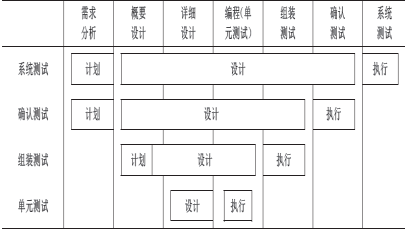 需求 概要 详细 编程(单 组装 确认 系统
分析 设计 设计 元测试) 测试 测试 测试
系统测试 计划 设计 执行
确认测试 计划 设计 执行
组装测试 计划 设计 执行
单元测试 设计 执行